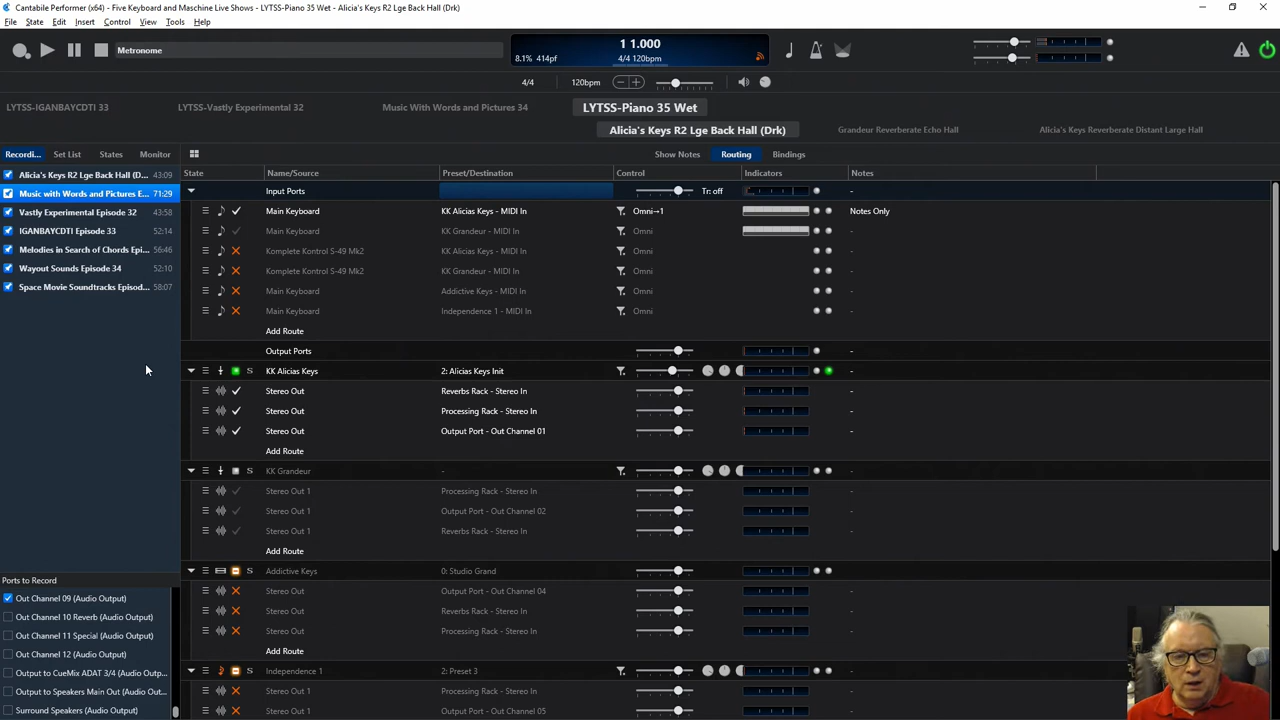 Cantabile Performer (x64) - Five Keyboard and Maschine Live Shows - LYTSS-Piano 35 Wet - Alicia's Keys R2 Lge Back Hall (Drk)
File State Edit Insert Control View Tools Help
Metronome
1 1.000
8.1% 414pf 4/4 120bpm
4/4 120bpm
LYTSS-IGANBAYCDTI 33 LYTSS-Vastly Experimental 32 Music With Words and Pictures 34 LYTSS-Piano 35 Wet
Alicia's Keys R2 Lge Back Hall (Drk) Grandeur Reverberate Echo Hall Alicia's Keys Reverberate Distant Large Hall
Recordi... Set List States Monitor Show Notes Routing Bindings
State Name/Source Preset/Destination Control Indicators Notes
Alicia's Keys R2 Lge Back Hall (D... 43:09
Music with Words and Pictures E... 71:29
Vastly Experimental Episode 32 43:58
IGANBAYCDTI Episode 33 52:14
Melodies in Search of Chords Epi... 56:46
Wayout Sounds Episode 34 52:10
Space Movie Soundtracks Episod... 58:07
Input Ports Tr: off -
Main Keyboard KK Alicias Keys - MIDI In Omni→1 Notes Only
Main Keyboard KK Grandeur - MIDI In Omni -
Komplete Kontrol S-49 Mk2 KK Alicias Keys - MIDI In Omni -
Komplete Kontrol S-49 Mk2 KK Grandeur - MIDI In Omni -
Main Keyboard Addictive Keys - MIDI In Omni -
Main Keyboard Independence 1 - MIDI In Omni -
Add Route
Output Ports -
KK Alicias Keys 2: Alicias Keys Init -
S
Stereo Out Reverbs Rack - Stereo In -
Stereo Out Processing Rack - Stereo In -
Stereo Out Output Port - Out Channel 01 -
Add Route
S KK Grandeur - -
Stereo Out 1 Processing Rack - Stereo In -
Stereo Out 1 Output Port - Out Channel 02 -
Stereo Out 1 Reverbs Rack - Stereo In -
Add Route
S Addictive Keys 0: Studio Grand -
Stereo Out Output Port - Out Channel 04 -
Stereo Out Reverbs Rack - Stereo In -
Stereo Out Processing Rack - Stereo In -
Add Route
S Independence 1 2: Preset 3 -
Stereo Out 1 Processing Rack - Stereo In -
Stereo Out 1 Output Port - Out Channel 05 -
Ports to Record
Out Channel 09 (Audio Output)
Out Channel 10 Reverb (Audio Output)
Out Channel 11 Special (Audio Output)
Out Channel 12 (Audio Output)
Output to CueMix ADAT 3/4 (Audio Outp...
Output to Speakers Main Out (Audio Out...
Surround Speakers (Audio Output)